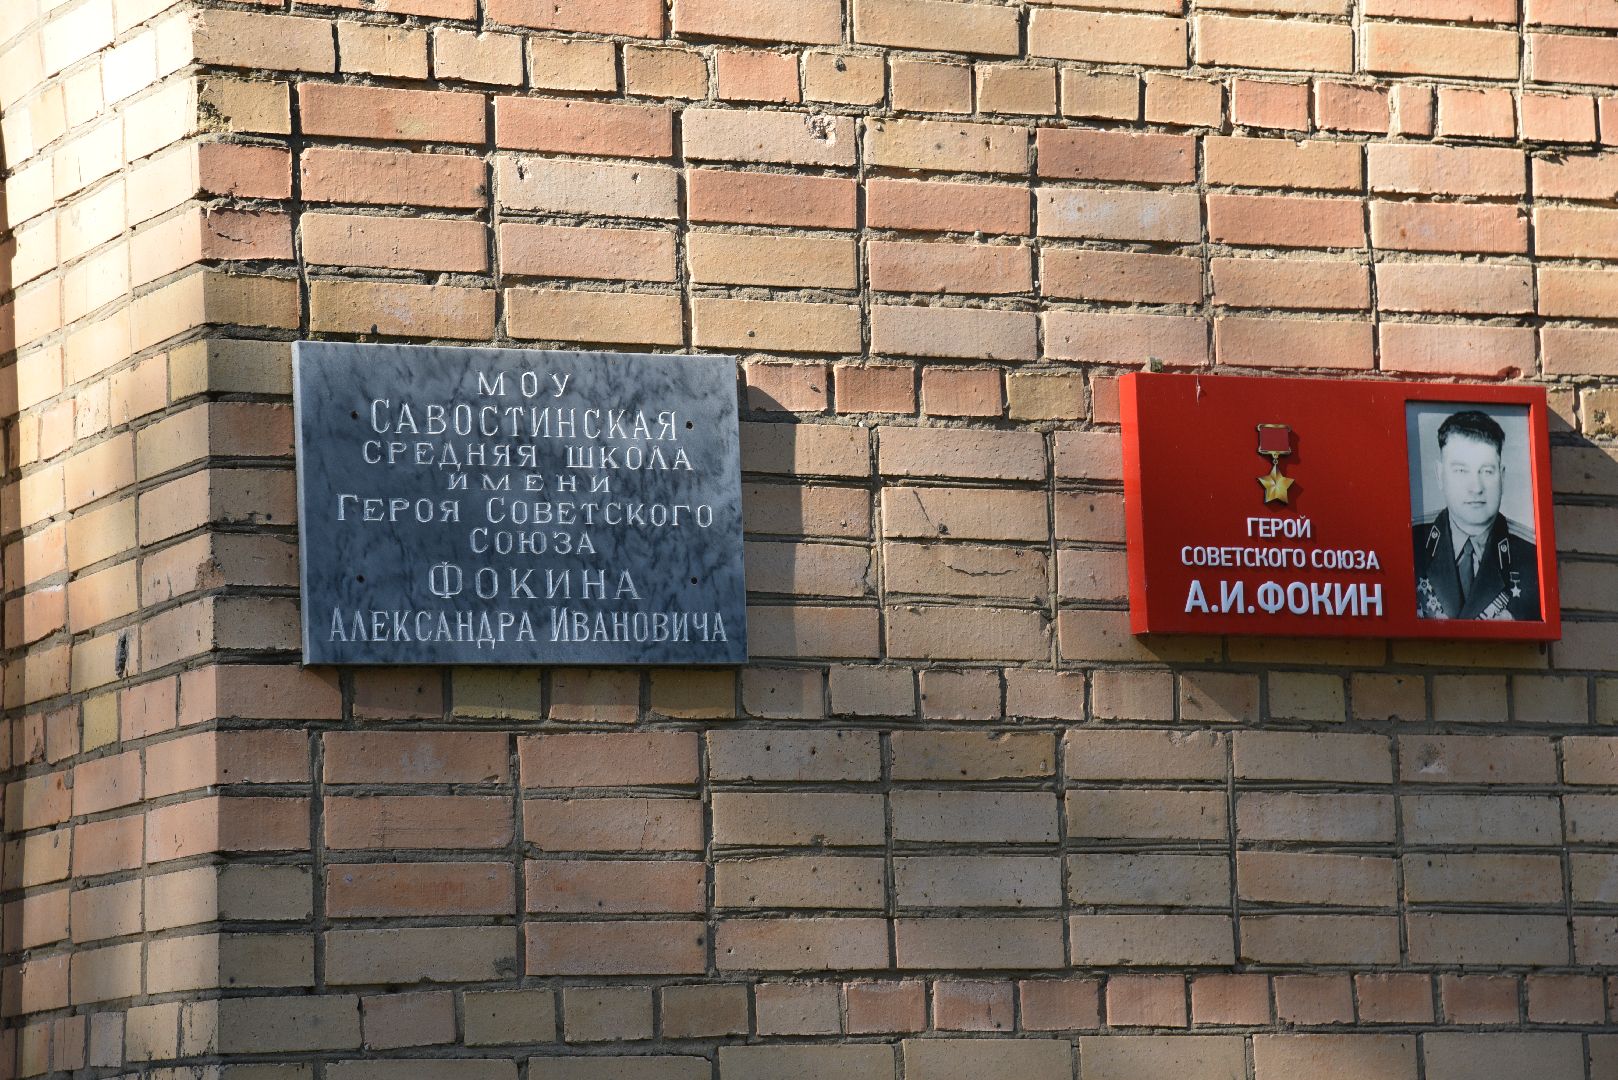 МОУ
САВОСТИНСКАЯ
СРЕДНЯЯ ШКОЛА
ИМЕНИ
ГЕРОЯ СОВЕТСКОГО
СОЮЗА
ФОКИНА
АЛЕКСАНДРА ИВАНОВИЧА
ГЕРОЙ
СОВЕТСКОГО СОЮЗА
А.И.ФОКИН